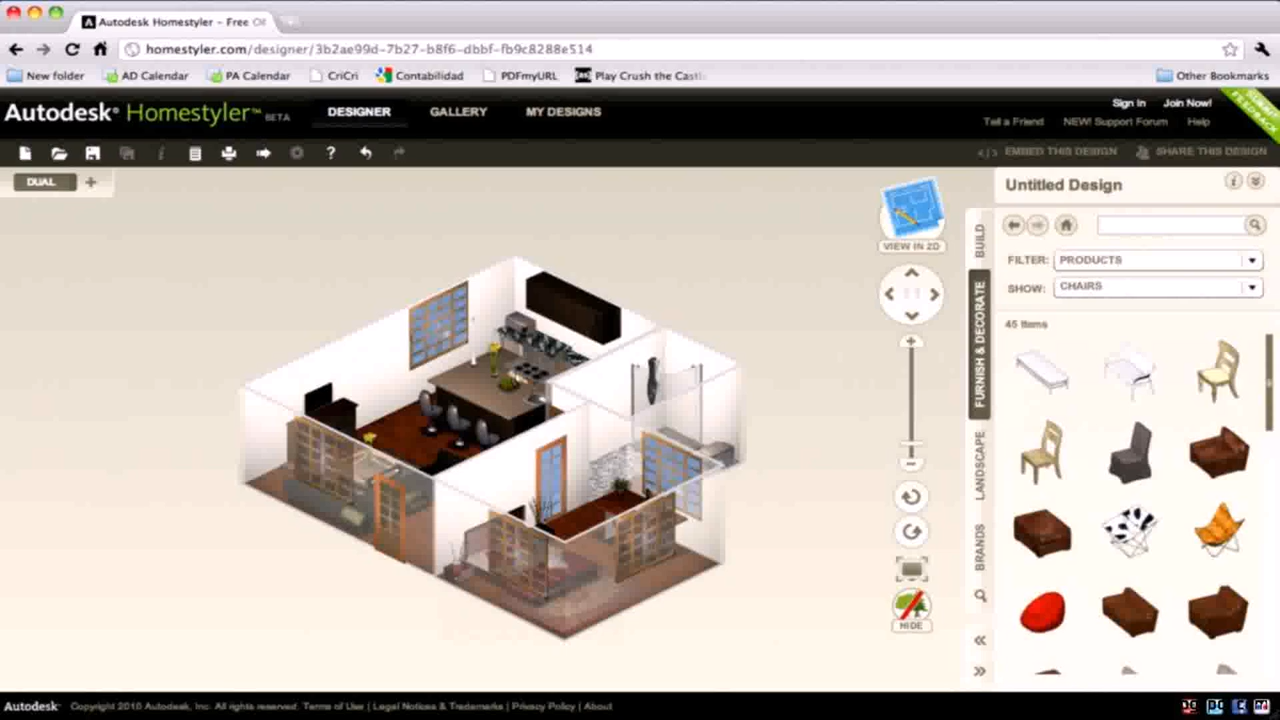 Autodesk Homestyler – Free O
homestyler.com/designer/3b2ae99d-7b27-b8f6-dbbf-fb9c8288e514
New folder AD Calendar PA Calendar CriCri Contabilidad PDFmyURL Play Crush the Castl Other Bookmarks
Autodesk® Homestyler™ BETA DESIGNER GALLERY MY DESIGNS
Sign In Join Now!
Tell a Friend NEW! Support Forum Help
FEEDBACK
EMBED THIS DESIGN SHARE THIS DESIGN
DUAL
Untitled Design
VIEW IN 2D
BUILD
FURNISH & DECORATE
LANDSCAPE
BRANDS
FILTER: PRODUCTS
SHOW: CHAIRS
45 Items
HIDE
Autodesk Copyright 2010 Autodesk, Inc. All rights reserved. Terms of Use | Legal Notices & Trademarks | Privacy Policy | About